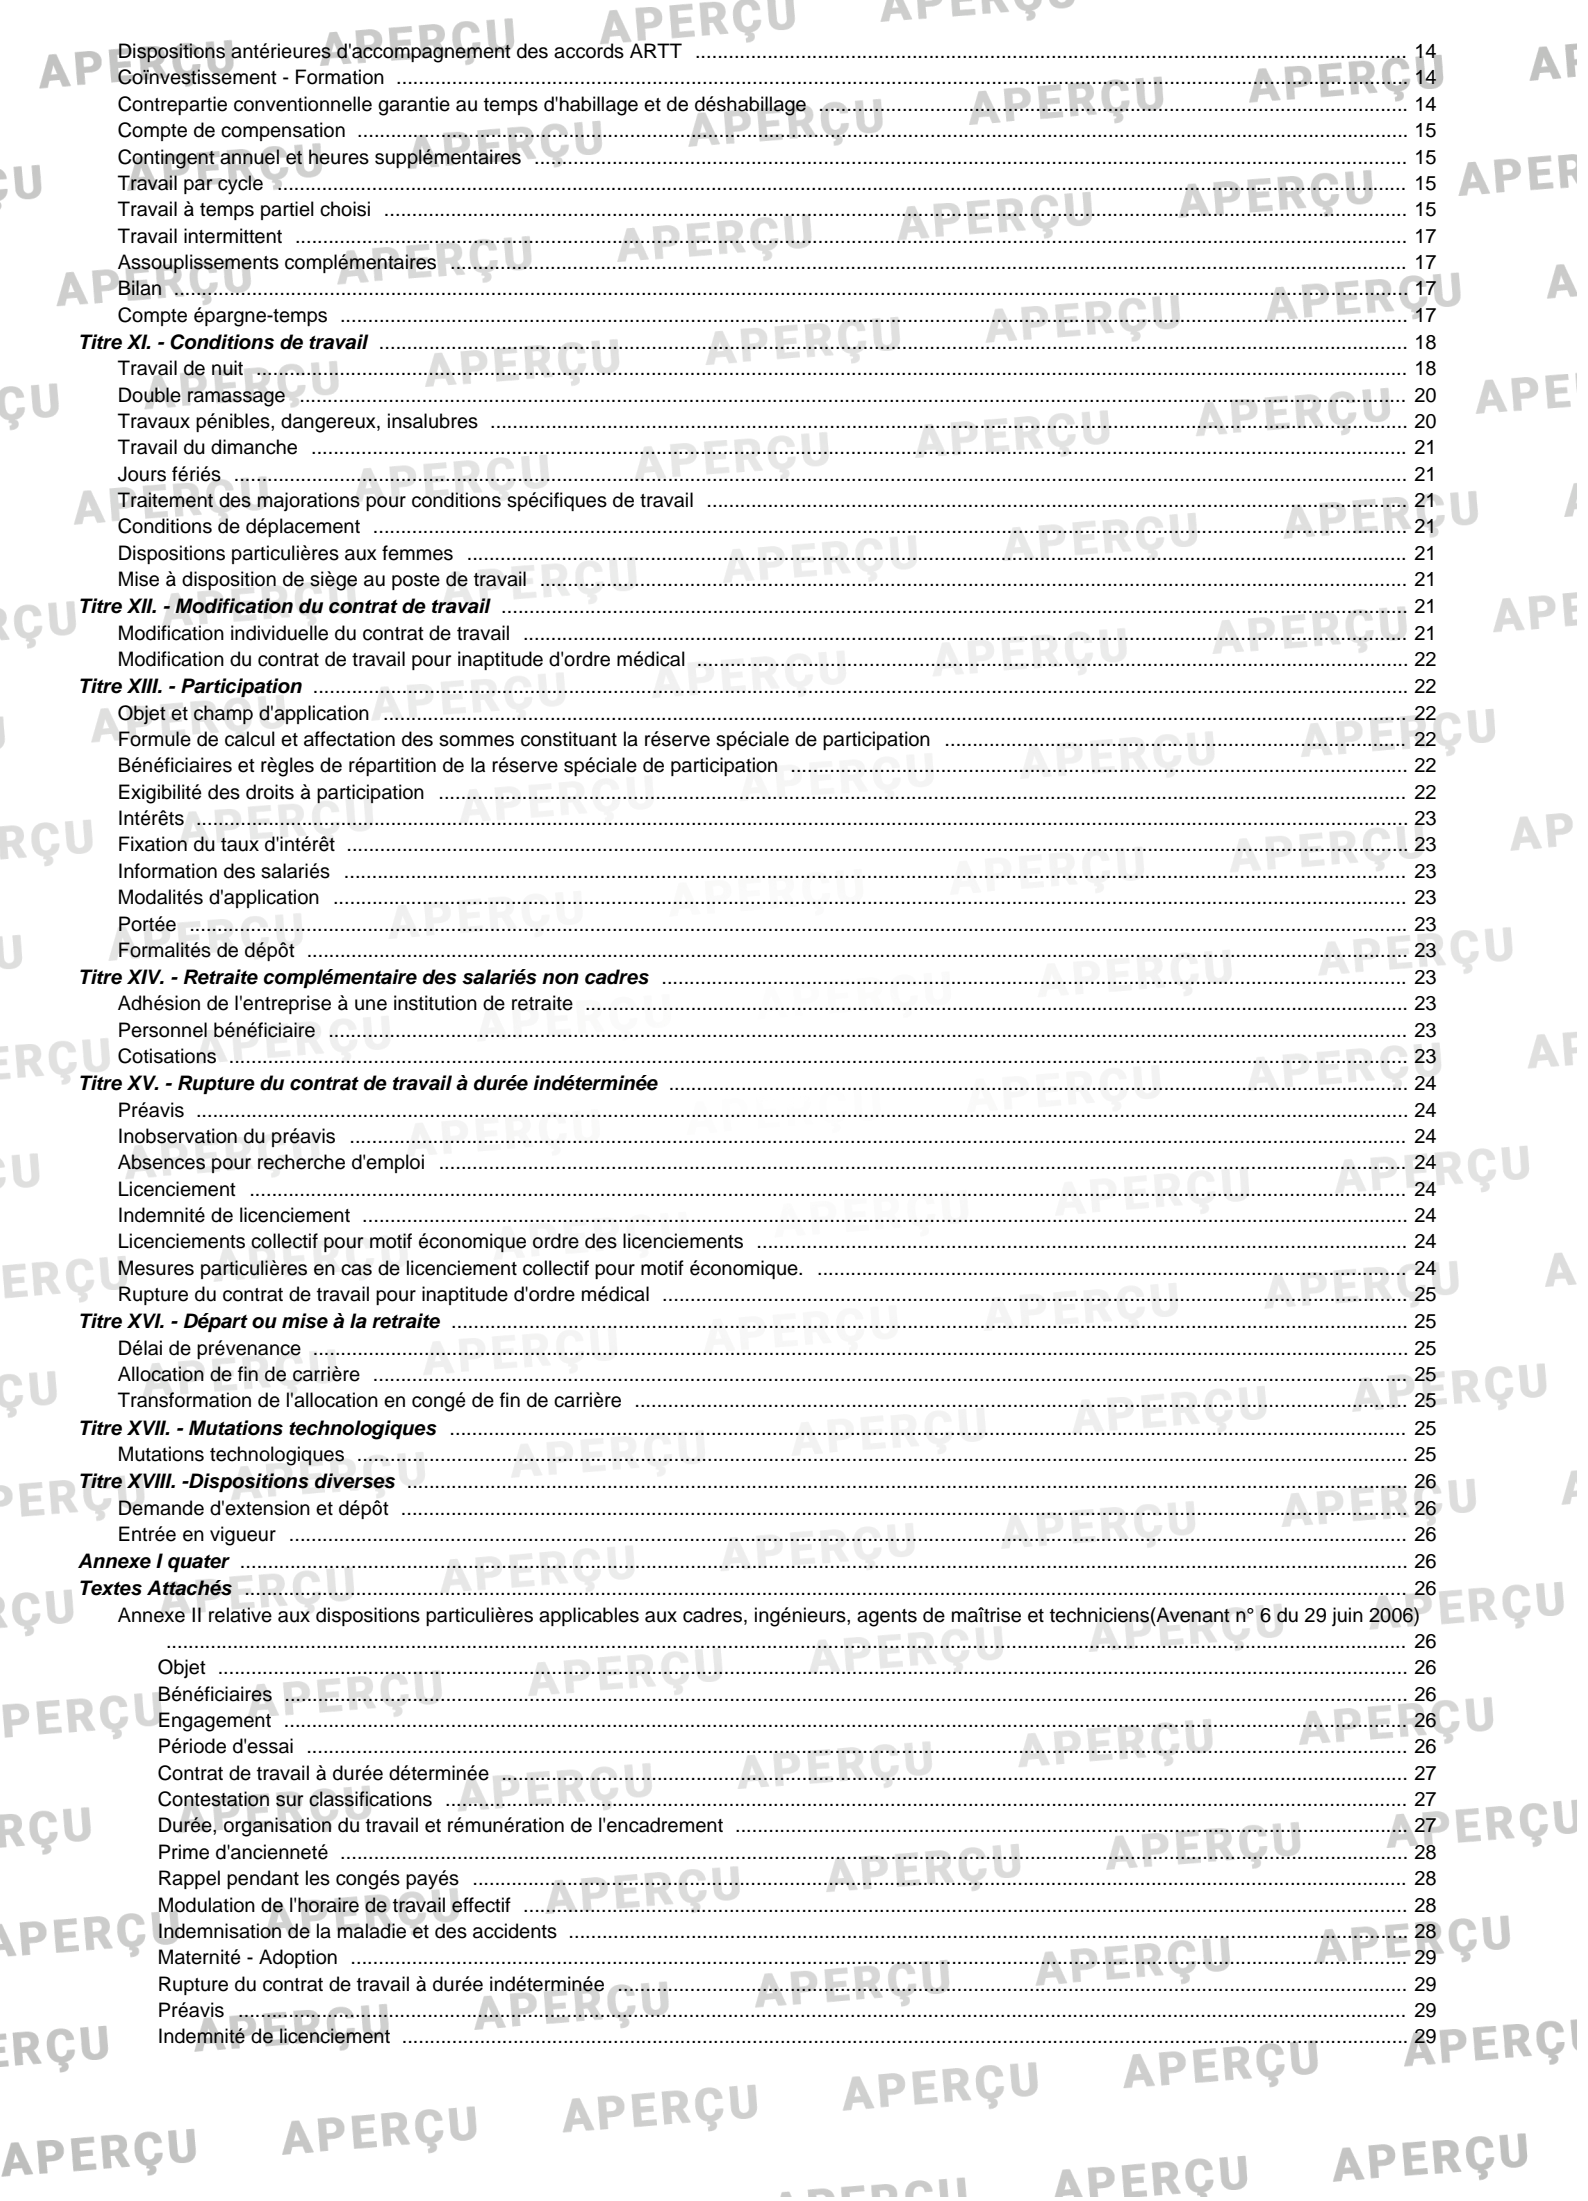 Dispositions antérieures d'accompagnement des accords ARTT ... 14
Coïnvestissement - Formation ... 14
Contrepartie conventionnelle garantie au temps d'habillage et de déshabillage ... 14
Compte de compensation ... 15
Contingent annuel et heures supplémentaires ... 15
Travail par cycle ... 15
Travail à temps partiel choisi ... 15
Travail intermittent ... 17
Assouplissements complémentaires ... 17
Bilan ... 17
Compte épargne-temps ... 17
Titre XI. - Conditions de travail ... 18
Travail de nuit ... 18
Double ramassage ... 20
Travaux pénibles, dangereux, insalubres ... 20
Travail du dimanche ... 21
Jours fériés ... 21
Traitement des majorations pour conditions spécifiques de travail ... 21
Conditions de déplacement ... 21
Dispositions particulières aux femmes ... 21
Mise à disposition de siège au poste de travail ... 21
Titre XII. - Modification du contrat de travail ... 21
Modification individuelle du contrat de travail ... 21
Modification du contrat de travail pour inaptitude d'ordre médical ... 22
Titre XIII. - Participation ... 22
Objet et champ d'application ... 22
Formule de calcul et affectation des sommes constituant la réserve spéciale de participation ... 22
Bénéficiaires et règles de répartition de la réserve spéciale de participation ... 22
Exigibilité des droits à participation ... 22
Intérêts ... 23
Fixation du taux d'intérêt ... 23
Information des salariés ... 23
Modalités d'application ... 23
Portée ... 23
Formalités de dépôt ... 23
Titre XIV. - Retraite complémentaire des salariés non cadres ... 23
Adhésion de l'entreprise à une institution de retraite ... 23
Personnel bénéficiaire ... 23
Cotisations ... 23
Titre XV. - Rupture du contrat de travail à durée indéterminée ... 24
Préavis ... 24
Inobservation du préavis ... 24
Absences pour recherche d'emploi ... 24
Licenciement ... 24
Indemnité de licenciement ... 24
Licenciements collectif pour motif économique ordre des licenciements ... 24
Mesures particulières en cas de licenciement collectif pour motif économique. ... 24
Rupture du contrat de travail pour inaptitude d'ordre médical ... 25
Titre XVI. - Départ ou mise à la retraite ... 25
Délai de prévenance ... 25
Allocation de fin de carrière ... 25
Transformation de l'allocation en congé de fin de carrière ... 25
Titre XVII. - Mutations technologiques ... 25
Mutations technologiques ... 25
Titre XVIII. -Dispositions diverses ... 26
Demande d'extension et dépôt ... 26
Entrée en vigueur ... 26
Annexe I quater ... 26
Textes Attachés ... 26
Annexe II relative aux dispositions particulières applicables aux cadres, ingénieurs, agents de maîtrise et techniciens(Avenant n° 6 du 29 juin 2006)
... 26
Objet ... 26
Bénéficiaires ... 26
Engagement ... 26
Période d'essai ... 26
Contrat de travail à durée déterminée ... 27
Contestation sur classifications ... 27
Durée, organisation du travail et rémunération de l'encadrement ... 27
Prime d'ancienneté ... 28
Rappel pendant les congés payés ... 28
Modulation de l'horaire de travail effectif ... 28
Indemnisation de la maladie et des accidents ... 28
Maternité - Adoption ... 29
Rupture du contrat de travail à durée indéterminée ... 29
Préavis ... 29
Indemnité de licenciement ... 29
APERÇU